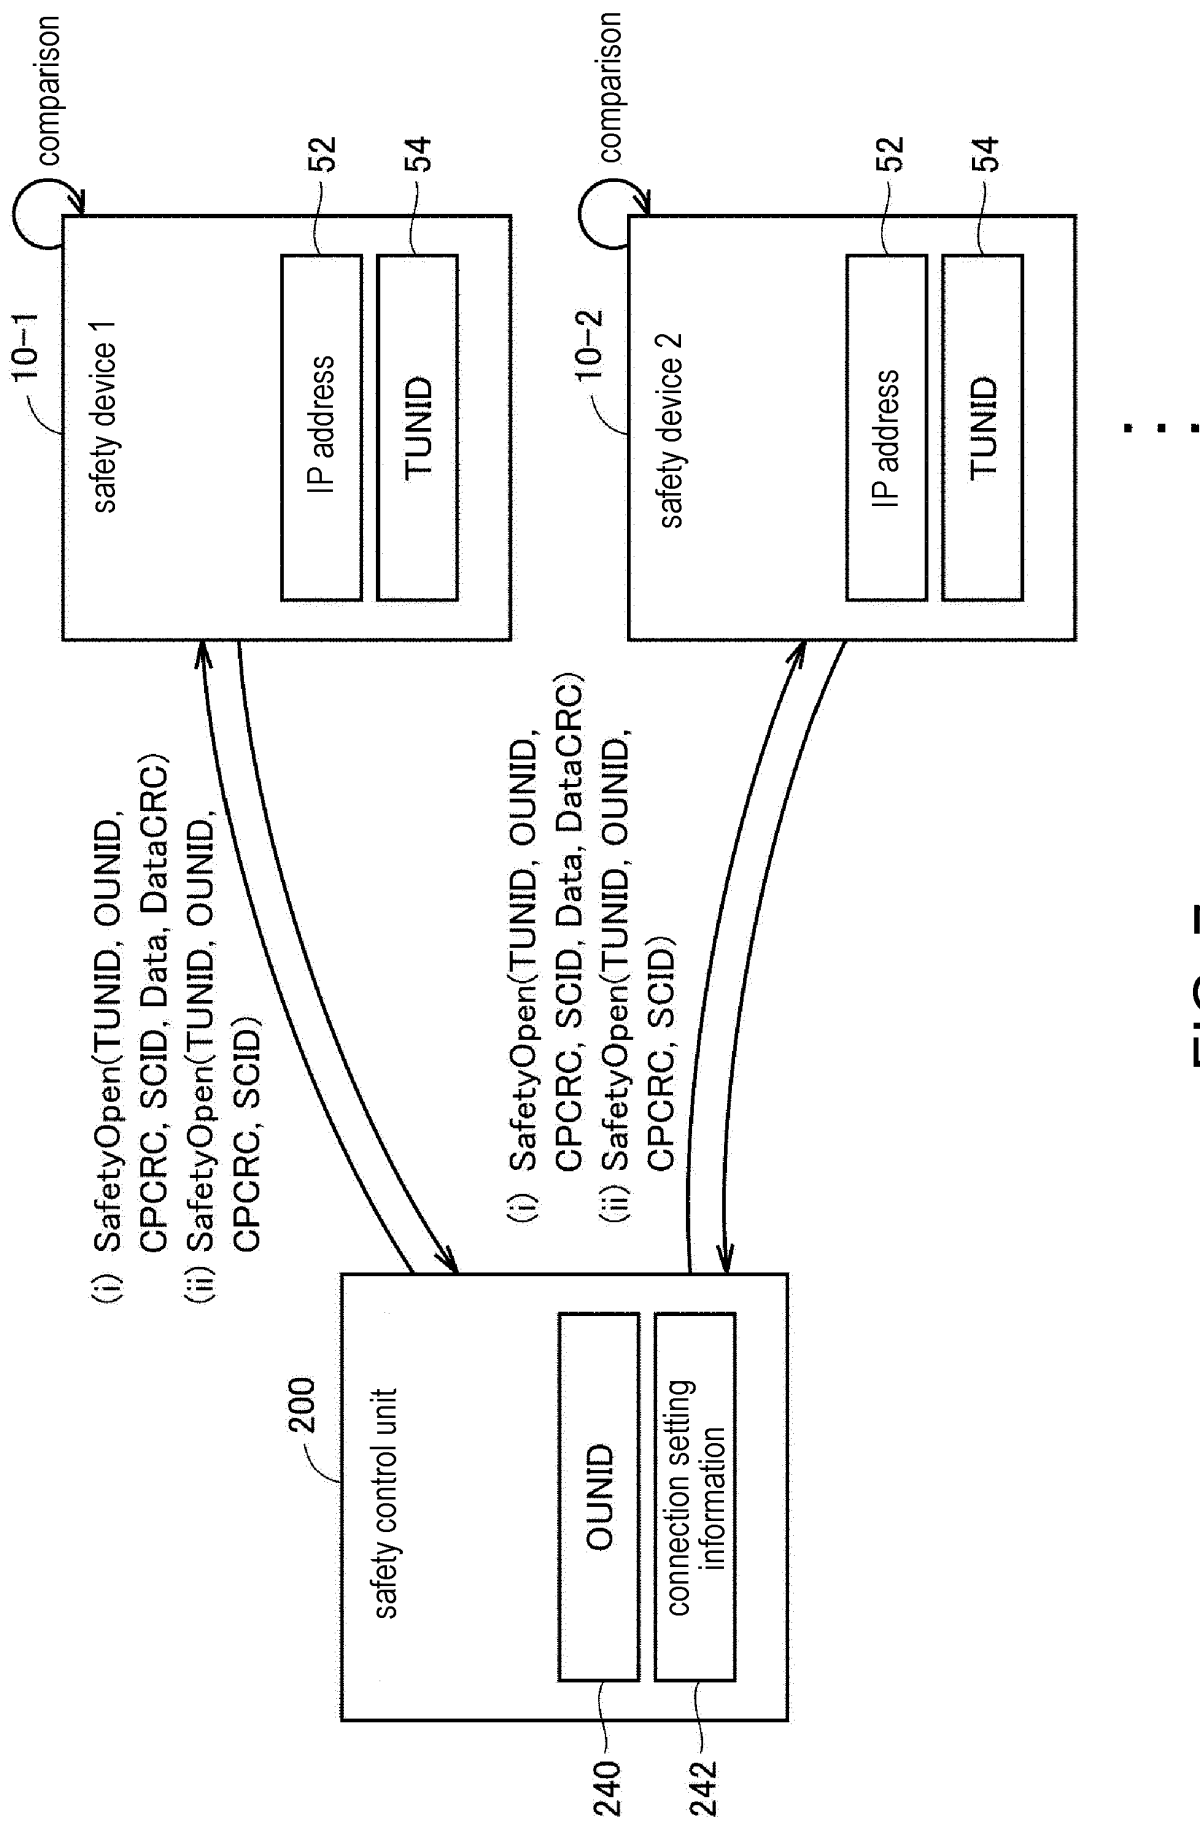 10-1
safety device 1
IP address
TUNID
52
54
comparison
(i) SafetyOpen(TUNID, OUNID,
CPCRC, SCID, Data, DataCRC)
(ii) SafetyOpen(TUNID, OUNID,
CPCRC, SCID)
200
safety control unit
OUNID
connection setting
information
240
242
(i) SafetyOpen(TUNID, OUNID,
CPCRC, SCID, Data, DataCRC)
(ii) SafetyOpen(TUNID, OUNID,
CPCRC, SCID)
10-2
safety device 2
IP address
TUNID
52
54
comparison